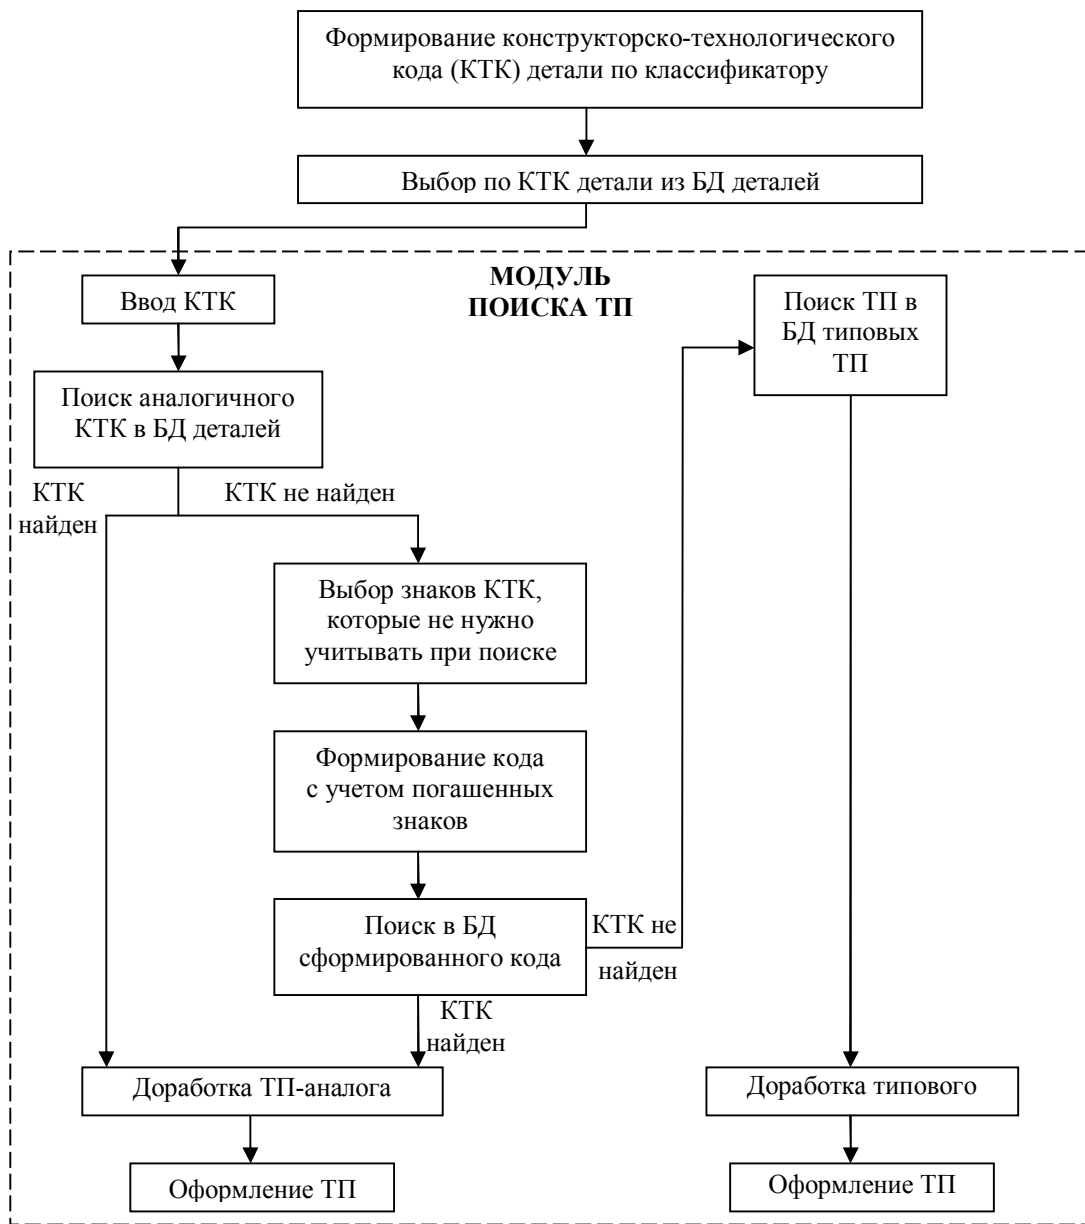 Формирование конструкторско-технологического
кода (КТК) детали по классификатору
Выбор по КТК детали из БД деталей
МОДУЛЬ
ПОИСКА ТП
Ввод КТК
Поиск ТП в
БД типовых
ТП
Поиск аналогичного
КТК в БД деталей
КТК
найден
КТК не найден
Выбор знаков КТК,
которые не нужно
учитывать при поиске
Формирование кода
с учетом погашенных
знаков
Поиск в БД
сформированного кода
КТК не
найден
КТК
найден
Доработка ТП-аналога
Доработка типового
Оформление ТП
Оформление ТП